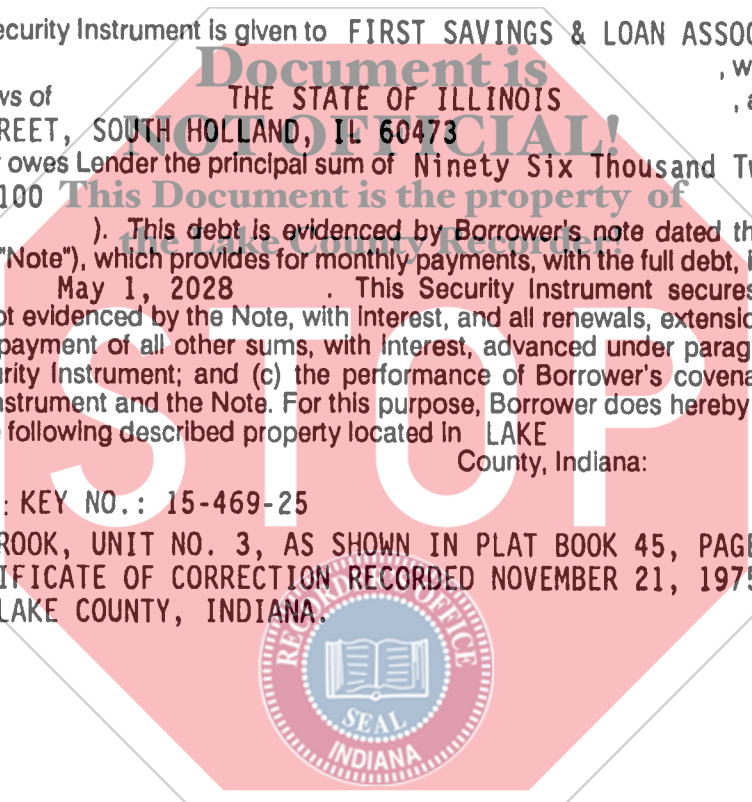 ecurity Instrument is given to FIRST SAVINGS & LOAN ASSOC
Document is
, w
ws of THE STATE OF ILLINOIS , a
REET, SOUTH HOLLAND, IL 60473
NOT OFFICIAL!
owes Lender the principal sum of Ninety Six Thousand Tw
100
This Document is the property of
). This debt is evidenced by Borrower's note dated th
the Lake County Recorder!
"Note"), which provides for monthly payments, with the full debt, i
May 1, 2028 . This Security Instrument secures
ot evidenced by the Note, with interest, and all renewals, extensio
payment of all other sums, with interest, advanced under parag
urity Instrument; and (c) the performance of Borrower's covena
nstrument and the Note. For this purpose, Borrower does hereby
following described property located in LAKE
County, Indiana:
STOP
: KEY NO.: 15-469-25
ROOK, UNIT NO. 3, AS SHOWN IN PLAT BOOK 45, PAGE
IFICATE OF CORRECTION RECORDED NOVEMBER 21, 1975
LAKE COUNTY, INDIANA.
RECORDER'S OFFICE
SEAL
INDIANA